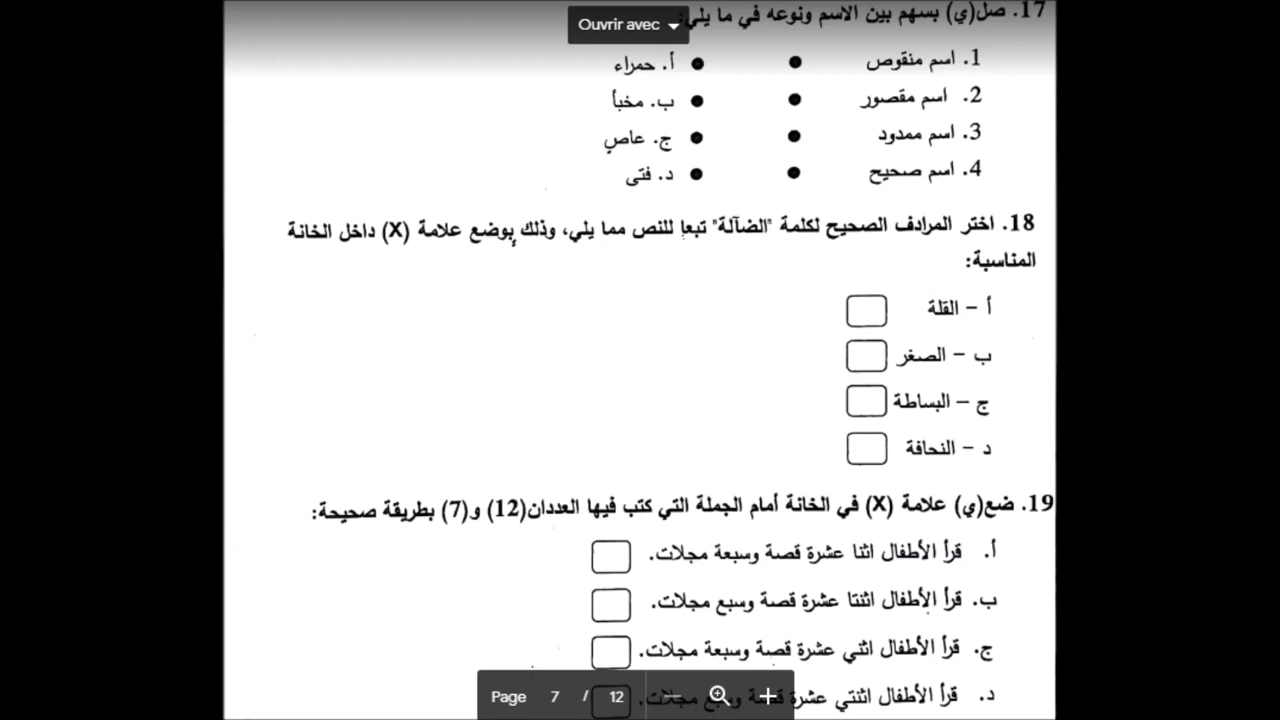 17. صل(ي) بسهم بين الاسم ونوعه في ما يلي:
Ouvrir avec
1. اسم منقوص • • أ. حمراء
2. اسم مقصور • • ب. مخبأ
3. اسم ممدود • • ج. عاصٍ
4. اسم صحيح • • د. فتى
18. اختر المرادف الصحيح لكلمة "الضآلة" تبعا للنص مما يلي، وذلك بوضع علامة (X) داخل الخانة
المناسبة:
أ – القلة
ب – الصغر
ج – البساطة
د – النحافة
19. ضع(ي) علامة (X) في الخانة أمام الجملة التي كتب فيها العددان(12) و(7) بطريقة صحيحة:
أ. قرأ الأطفال اثنا عشرة قصة وسبعة مجلات.
ب. قرأ الأطفال اثنتا عشرة قصة وسبع مجلات.
ج. قرأ الأطفال اثني عشرة قصة وسبعة مجلات.
د. قرأ الأطفال اثنتي عشرة قصة وسبع مجلات.
Page 7 / 12